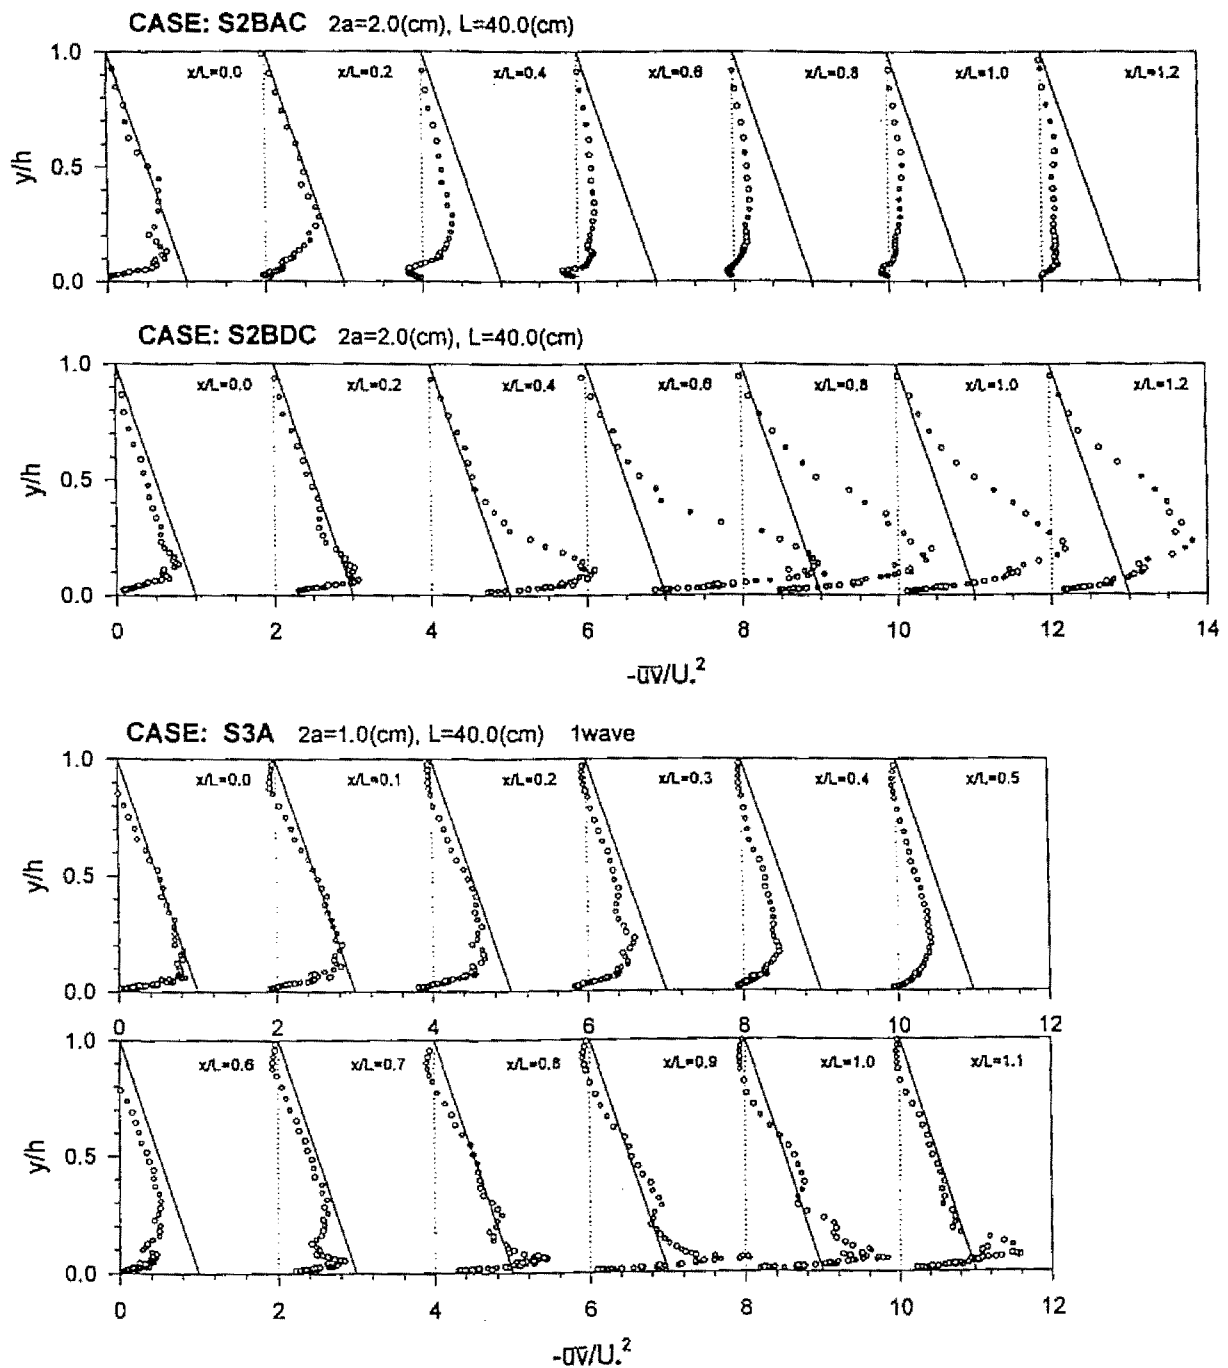 CASE: S2BAC 2a=2.0(cm), L=40.0(cm)
1.0
x/L=0.0 x/L=0.2 x/L=0.4 x/L=0.6 x/L=0.8 x/L=1.0 x/L=1.2
y/h
0.5
0.0
CASE: S2BDC 2a=2.0(cm), L=40.0(cm)
1.0
x/L=0.0 x/L=0.2 x/L=0.4 x/L=0.6 x/L=0.8 x/L=1.0 x/L=1.2
y/h
0.5
0.0
0 2 4 6 8 10 12 14
-uv/U*²
CASE: S3A 2a=1.0(cm), L=40.0(cm) 1wave
1.0
x/L=0.0 x/L=0.1 x/L=0.2 x/L=0.3 x/L=0.4 x/L=0.5
y/h
0.5
0.0
0 2 4 6 8 10 12
1.0
x/L=0.6 x/L=0.7 x/L=0.8 x/L=0.9 x/L=1.0 x/L=1.1
y/h
0.5
0.0
0 2 4 6 8 10 12
-uv/U*²